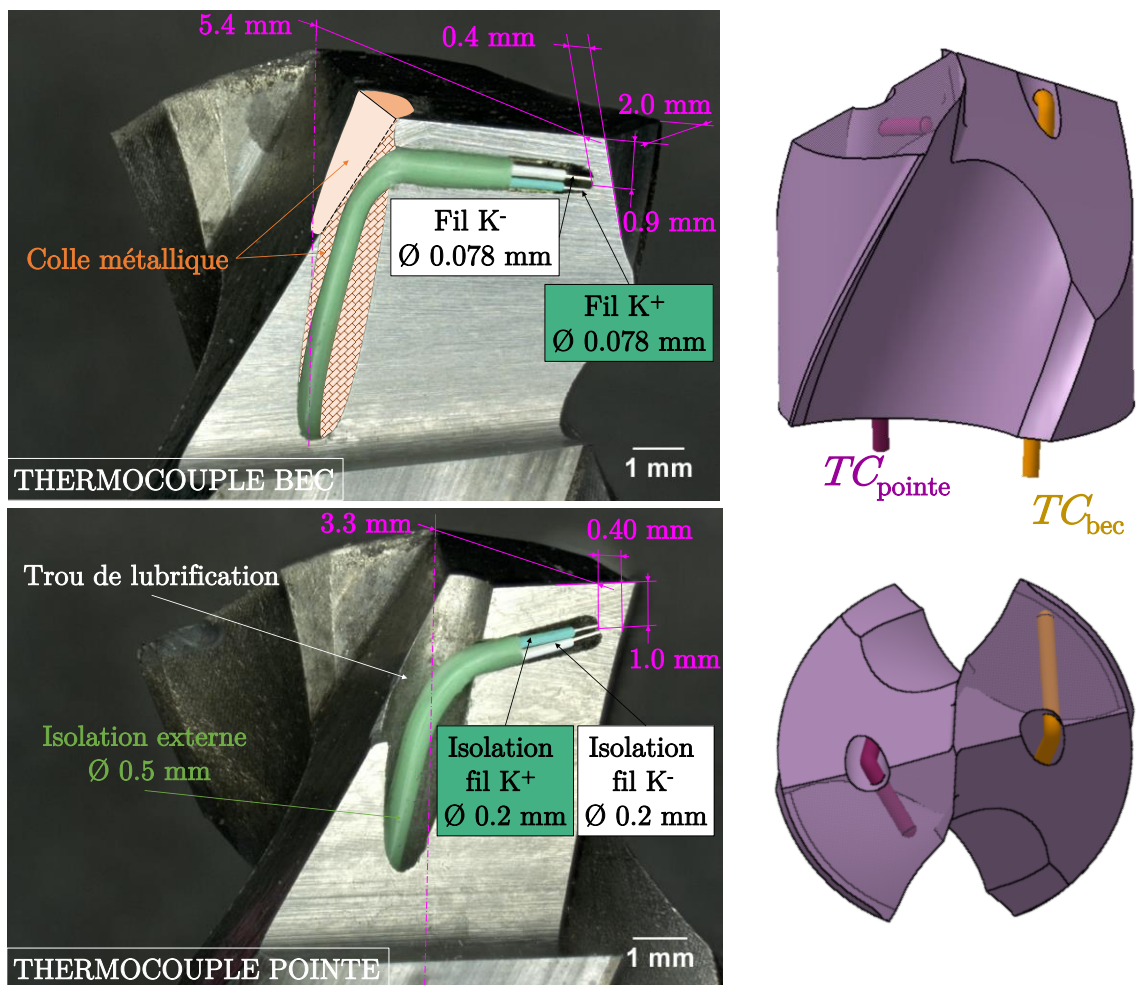 5.4 mm
0.4 mm
2.0 mm
0.9 mm
Fil K-
Ø 0.078 mm
Colle métallique
Fil K+
Ø 0.078 mm
1 mm
THERMOCOUPLE BEC
TCpointe
TCbec
3.3 mm
0.40 mm
Trou de lubrification
1.0 mm
Isolation externe
Ø 0.5 mm
Isolation
fil K+
Ø 0.2 mm
Isolation
fil K-
Ø 0.2 mm
1 mm
THERMOCOUPLE POINTE